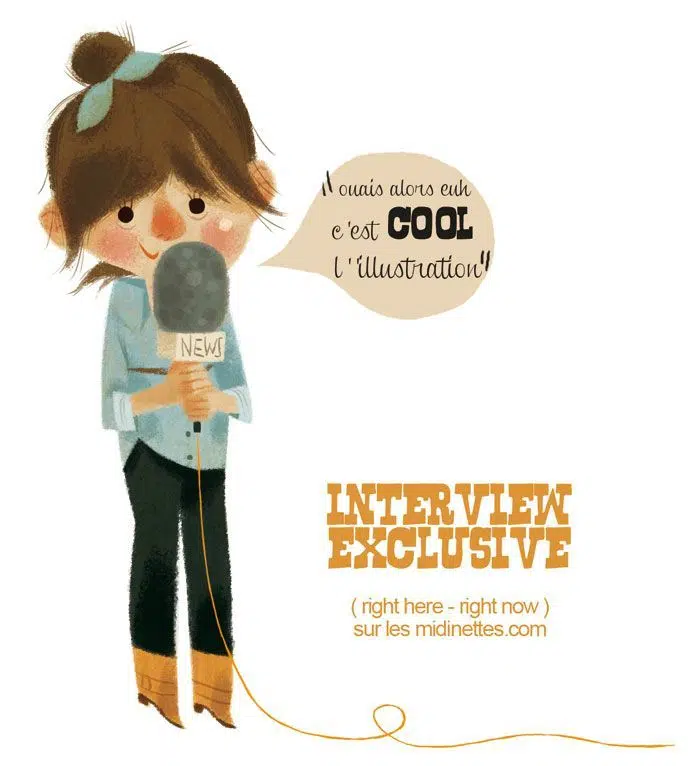 "ouais alors euh
c'est COOL
l'illustration"
NEWS
INTERVIEW
EXCLUSIVE
( right here - right now )
sur les midinettes.com